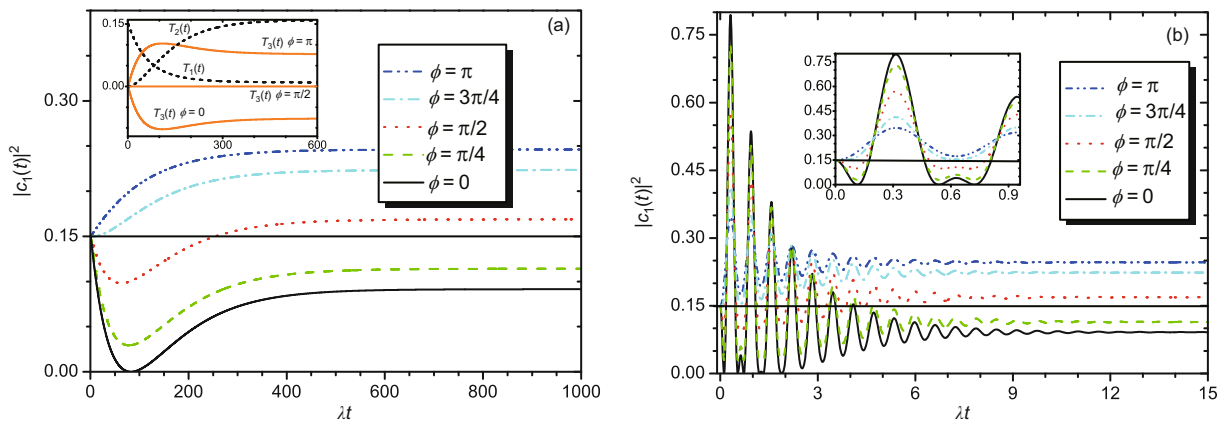 (a)
0.15
0.00
T₂(t)
T₁(t)
T₃(t) ϕ = π
T₃(t) ϕ = π/2
T₃(t) ϕ = 0
0 300 600
ϕ = π
ϕ = 3π/4
ϕ = π/2
ϕ = π/4
ϕ = 0
0.30
0.15
0.00
|c₁(t)|²
0 200 400 600 800 1000
λt
(b)
0.75
0.60
0.45
0.30
0.15
0.00
|c₁(t)|²
0.75
0.60
0.45
0.30
0.15
0.00
0.0 0.3 0.6 0.9
ϕ = π
ϕ = 3π/4
ϕ = π/2
ϕ = π/4
ϕ = 0
0 3 6 9 12 15
λt